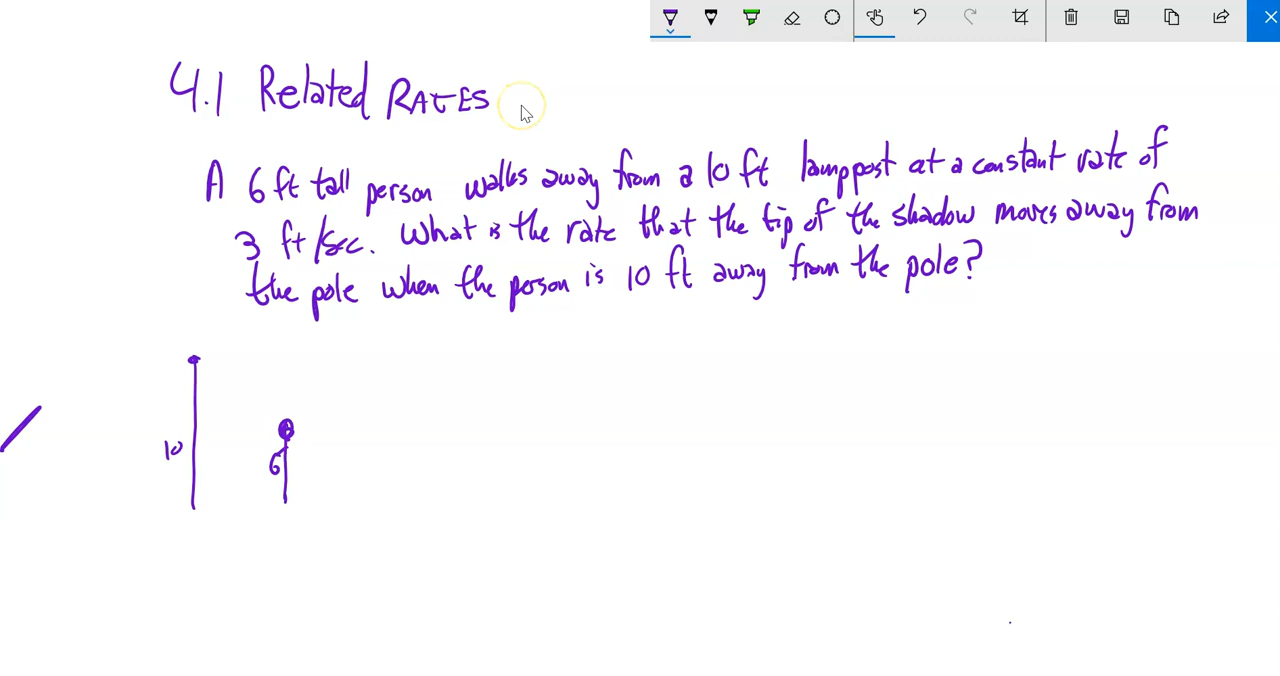 4.1 Related RATES
A 6 ft tall person walks away from a 10 ft lamppost at a constant rate of
3 ft/sec. What is the rate that the tip of the shadow moves away from
the pole when the person is 10 ft away from the pole?
10
6